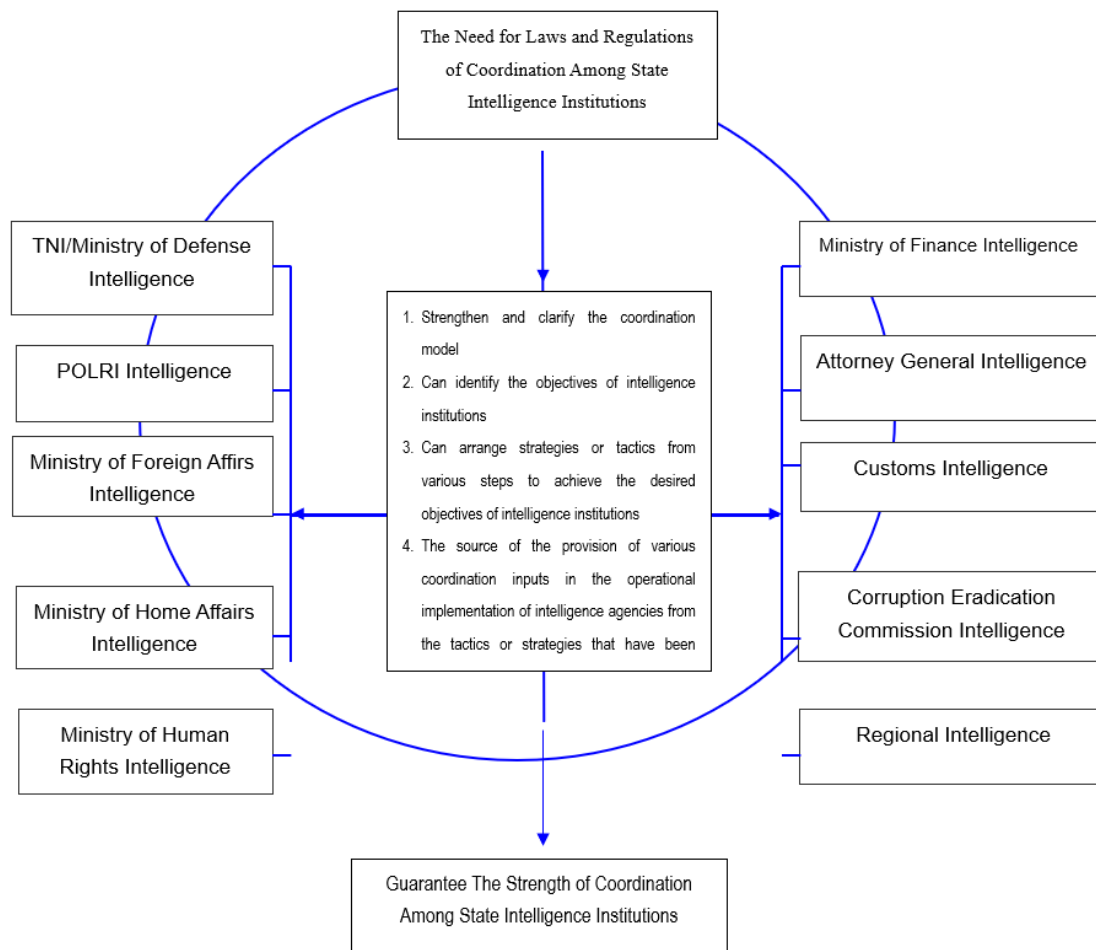 The Need for Laws and Regulations
of Coordination Among State
Intelligence Institutions
TNI/Ministry of Defense
Intelligence
POLRI Intelligence
Ministry of Foreign Affirs
Intelligence
Ministry of Home Affairs
Intelligence
Ministry of Human
Rights Intelligence
1. Strengthen and clarify the coordination
model
2. Can identify the objectives of intelligence
institutions
3. Can arrange strategies or tactics from
various steps to achieve the desired
objectives of intelligence institutions
4. The source of the provision of various
coordination inputs in the operational
implementation of intelligence agencies from
the tactics or strategies that have been
Ministry of Finance Intelligence
Attorney General Intelligence
Customs Intelligence
Corruption Eradication
Commission Intelligence
Regional Intelligence
Guarantee The Strength of Coordination
Among State Intelligence Institutions